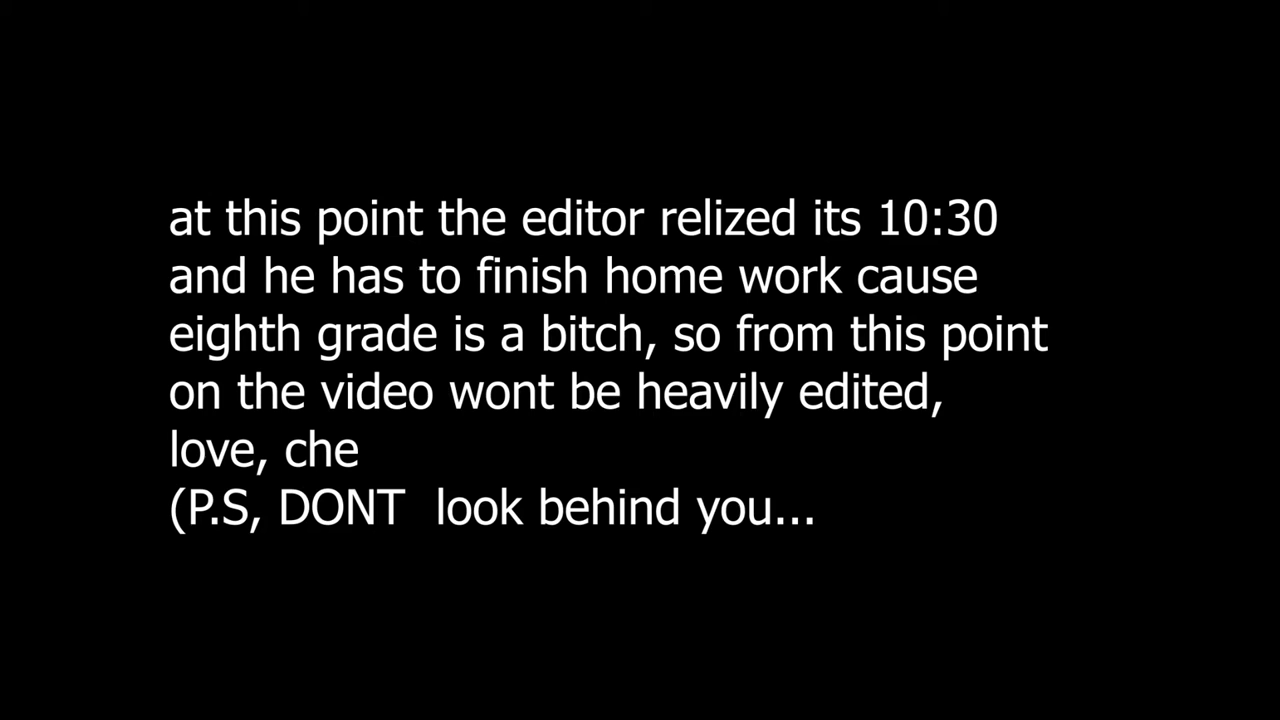 at this point the editor relized its 10:30
and he has to finish home work cause
eighth grade is a bitch, so from this point
on the video wont be heavily edited,
love, che
(P.S, DONT  look behind you...